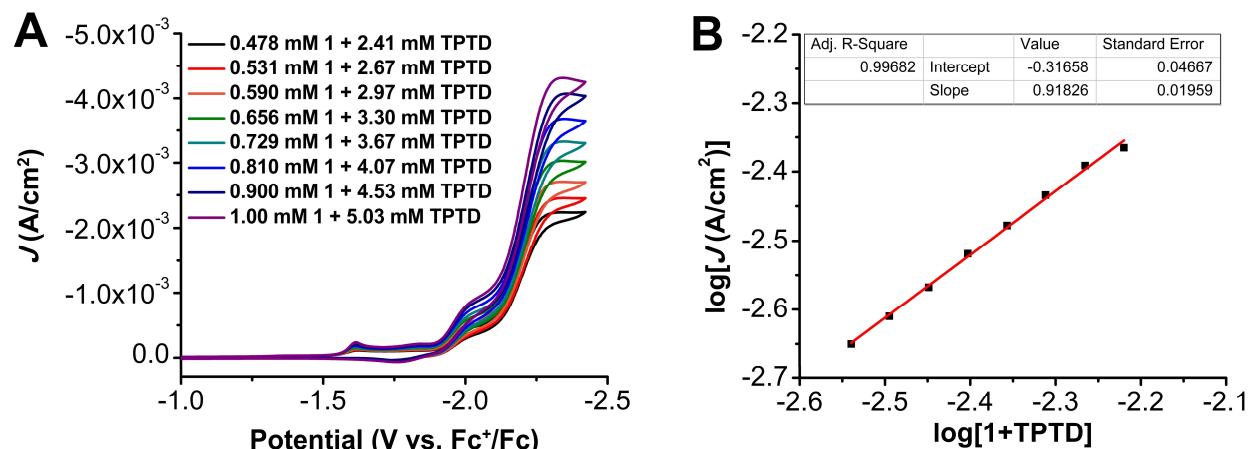 A
-5.0x10⁻³
-4.0x10⁻³
-3.0x10⁻³
-2.0x10⁻³
-1.0x10⁻³
0.0
J (A/cm²)
0.478 mM 1 + 2.41 mM TPTD
0.531 mM 1 + 2.67 mM TPTD
0.590 mM 1 + 2.97 mM TPTD
0.656 mM 1 + 3.30 mM TPTD
0.729 mM 1 + 3.67 mM TPTD
0.810 mM 1 + 4.07 mM TPTD
0.900 mM 1 + 4.53 mM TPTD
1.00 mM 1 + 5.03 mM TPTD
-1.0 -1.5 -2.0 -2.5
Potential (V vs. Fc⁺/Fc)
B
-2.2
-2.3
-2.4
-2.5
-2.6
-2.7
log[J (A/cm²)]
Adj. R-Square Value Standard Error
0.99682 Intercept -0.31658 0.04667
Slope 0.91826 0.01959
-2.6 -2.5 -2.4 -2.3 -2.2 -2.1
log[1+TPTD]